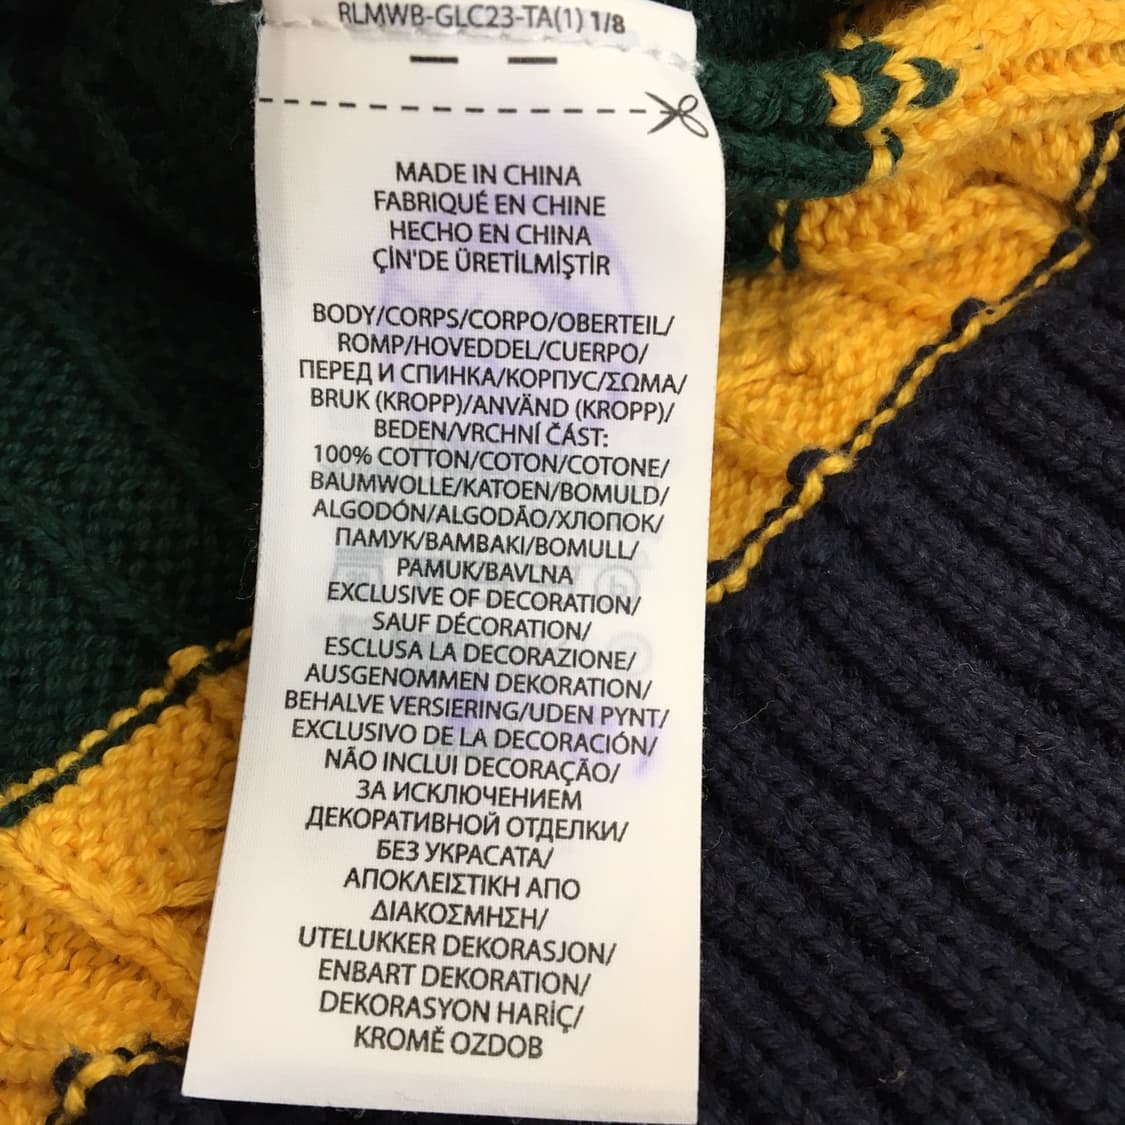 RLMWB-GLC23-TA(1) 1/8
MADE IN CHINA
FABRIQUÉ EN CHINE
HECHO EN CHINA
ÇİN'DE ÜRETİLMİŞTİR
BODY/CORPS/CORPO/OBERTEIL/
ROMP/HOVEDDEL/CUERPO/
ПЕРЕД И СПИНКА/КОРПУС/ΣΩΜΑ/
BRUK (KROPP)/ANVÄND (KROPP)/
BEDEN/VRCHNÍ ČÁST:
100% COTTON/COTON/COTONE/
BAUMWOLLE/KATOEN/BOMULD/
ALGODÓN/ALGODÃO/ХЛОПОК/
ПАМУК/ΒΑΜΒΑΚΙ/BOMULL/
PAMUK/BAVLNA
EXCLUSIVE OF DECORATION/
SAUF DÉCORATION/
ESCLUSA LA DECORAZIONE/
AUSGENOMMEN DEKORATION/
BEHALVE VERSIERING/UDEN PYNT/
EXCLUSIVO DE LA DECORACIÓN/
NÃO INCLUI DECORAÇÃO/
ЗА ИСКЛЮЧЕНИЕМ
ДЕКОРАТИВНОЙ ОТДЕЛКИ/
БЕЗ УКРАСАТА/
ΑΠΟΚΛΕΙΣΤΙΚΗ ΑΠΟ
ΔΙΑΚΟΣΜΗΣΗ/
UTELUKKER DEKORASJON/
ENBART DEKORATION/
DEKORASYON HARİÇ/
KROMĚ OZDOB